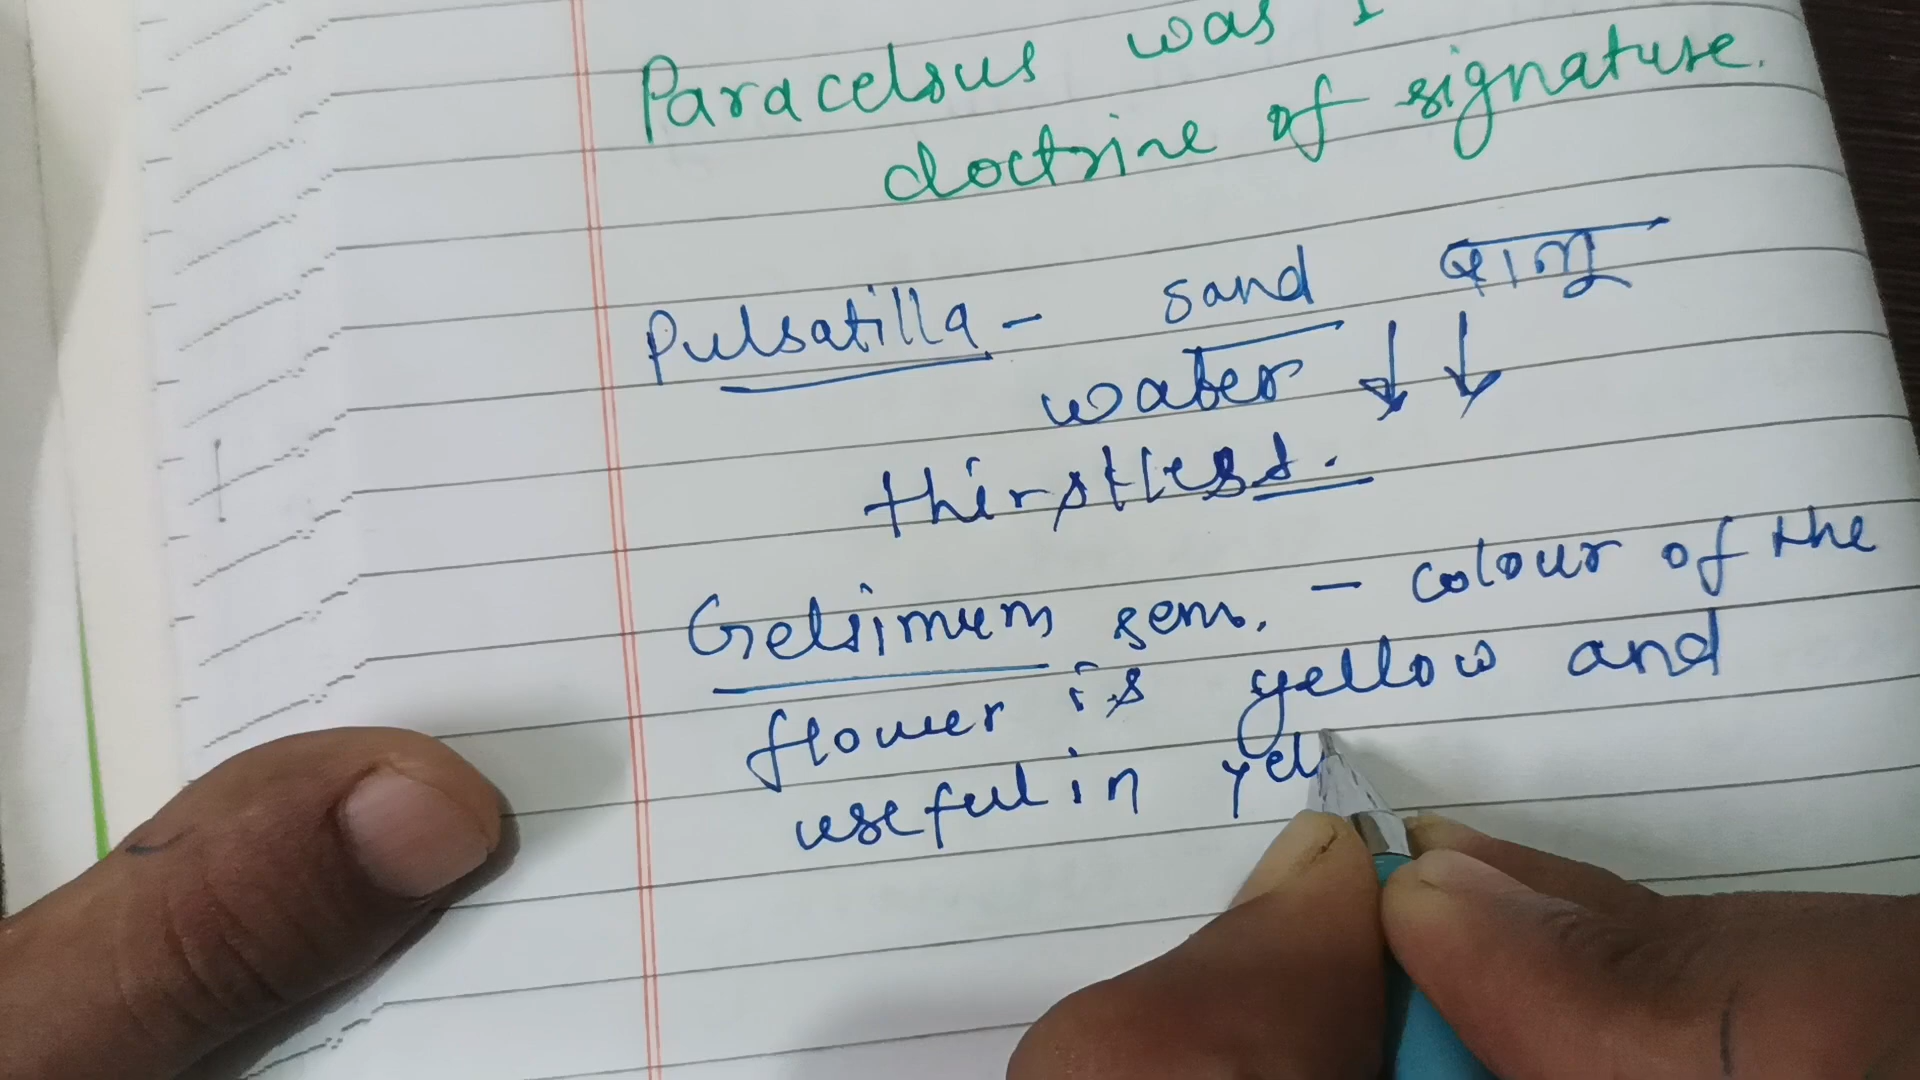 Paracelsus was
doctrine of signature.
Pulsatilla - sand বালু
water ↓ ↓
thirstless.
Gelsimum sem. - colour of the
flower is yellow and
useful in yell